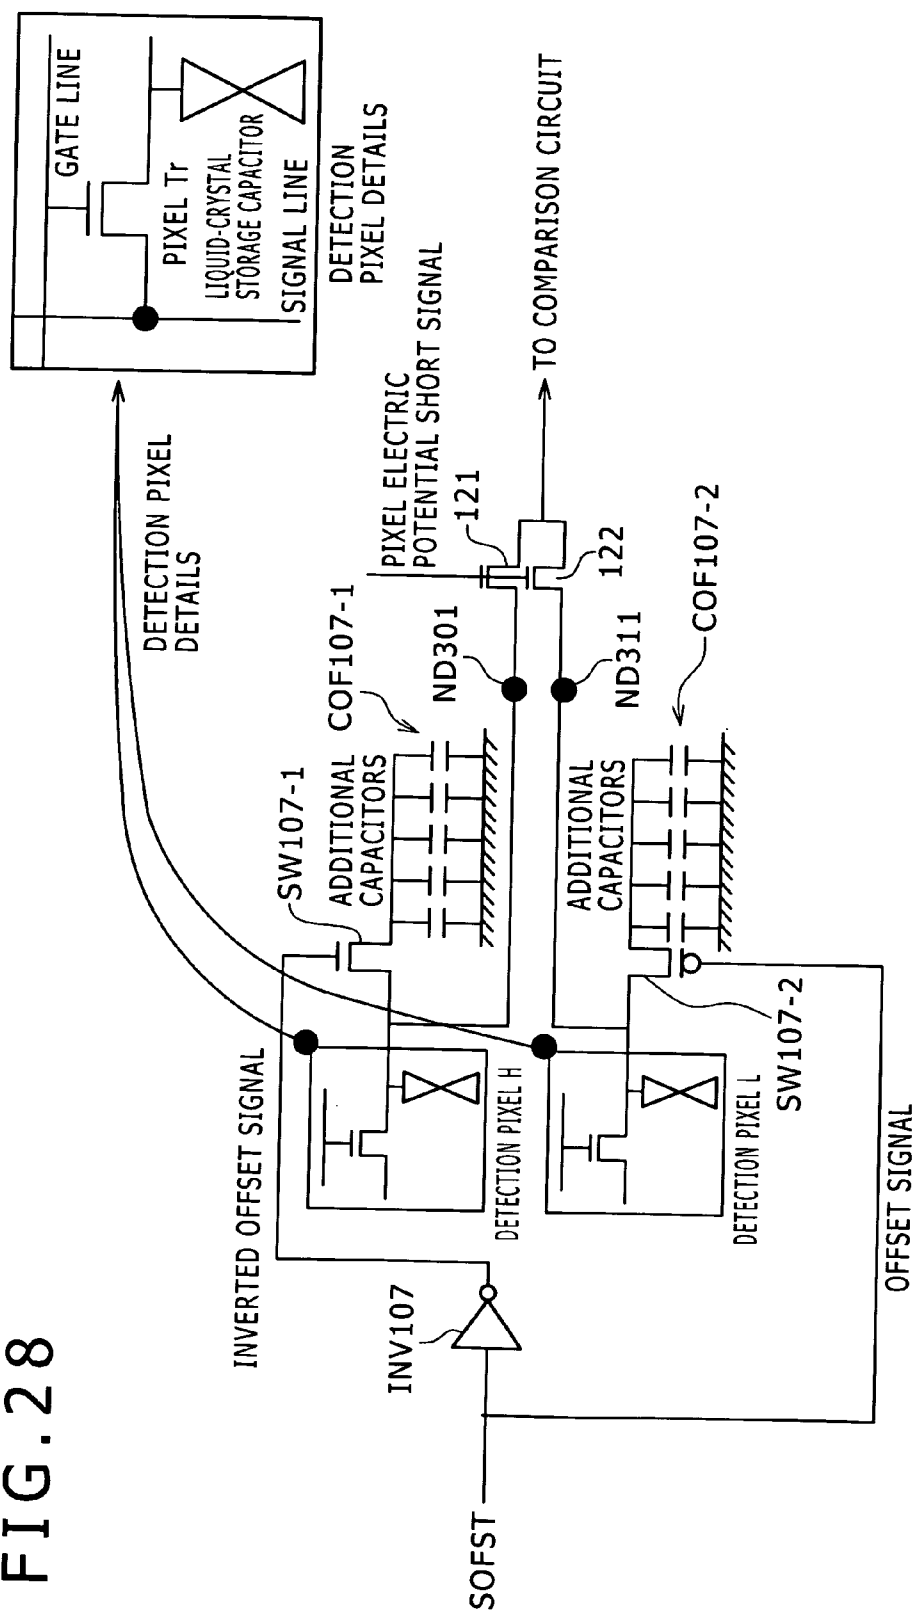 FIG.28
SOFST
INV107
INVERTED OFFSET SIGNAL
OFFSET SIGNAL
DETECTION PIXEL H
DETECTION PIXEL L
SW107-1
SW107-2
ADDITIONAL
CAPACITORS
COF107-1
ADDITIONAL
CAPACITORS
COF107-2
ND301
ND311
PIXEL ELECTRIC
POTENTIAL SHORT SIGNAL
121
122
TO COMPARISON CIRCUIT
DETECTION PIXEL
DETAILS
GATE LINE
PIXEL Tr
LIQUID-CRYSTAL
STORAGE CAPACITOR
SIGNAL LINE
DETECTION
PIXEL DETAILS